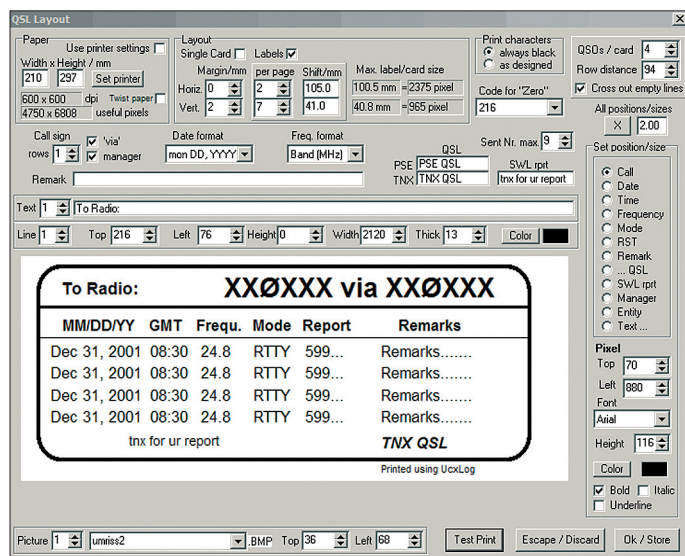 QSL Layout
Paper
Use printer settings
Width x Height / mm
210 297 Set printer
600 x 600 dpi Twist paper
4750 x 6808 useful pixels
Layout
Single Card Labels
Margin/mm per page Shift/mm Max. label/card size
Horiz. 0 2 105.0 100.5 mm =2375 pixel
Vert. 2 7 41.0 40.8 mm =965 pixel
Print characters
always black
as designed
Code for "Zero"
216
QSOs / card 4
Row distance 94
Cross out empty lines
All positions/sizes
X 2.00
Call sign
rows 1 'via'
manager
Date format
mon DD, YYYY
Freq. format
Band (MHz)
Sent Nr. max. 9
QSL
PSE PSE QSL
TNX TNX QSL
SWL rprt
tnx for ur report
Remark
Text 1 To Radio:
Line 1 Top 216 Left 76 Height 0 Width 2120 Thick 13 Color
To Radio: XXØXXX via XXØXXX
MM/DD/YY GMT Frequ. Mode Report Remarks
Dec 31, 2001 08:30 24.8 RTTY 599... Remarks.......
Dec 31, 2001 08:30 24.8 RTTY 599... Remarks.......
Dec 31, 2001 08:30 24.8 RTTY 599... Remarks.......
Dec 31, 2001 08:30 24.8 RTTY 599... Remarks.......
tnx for ur report TNX QSL
Printed using UcxLog
Set position/size
Call
Date
Time
Frequency
Mode
RST
Remark
... QSL
SWL rprt
Manager
Entity
Text ...
Pixel
Top 70
Left 880
Font
Arial
Height 116
Color
Bold Italic
Underline
Picture 1 umriss2 .BMP Top 36 Left 68 Test Print Escape / Discard Ok / Store